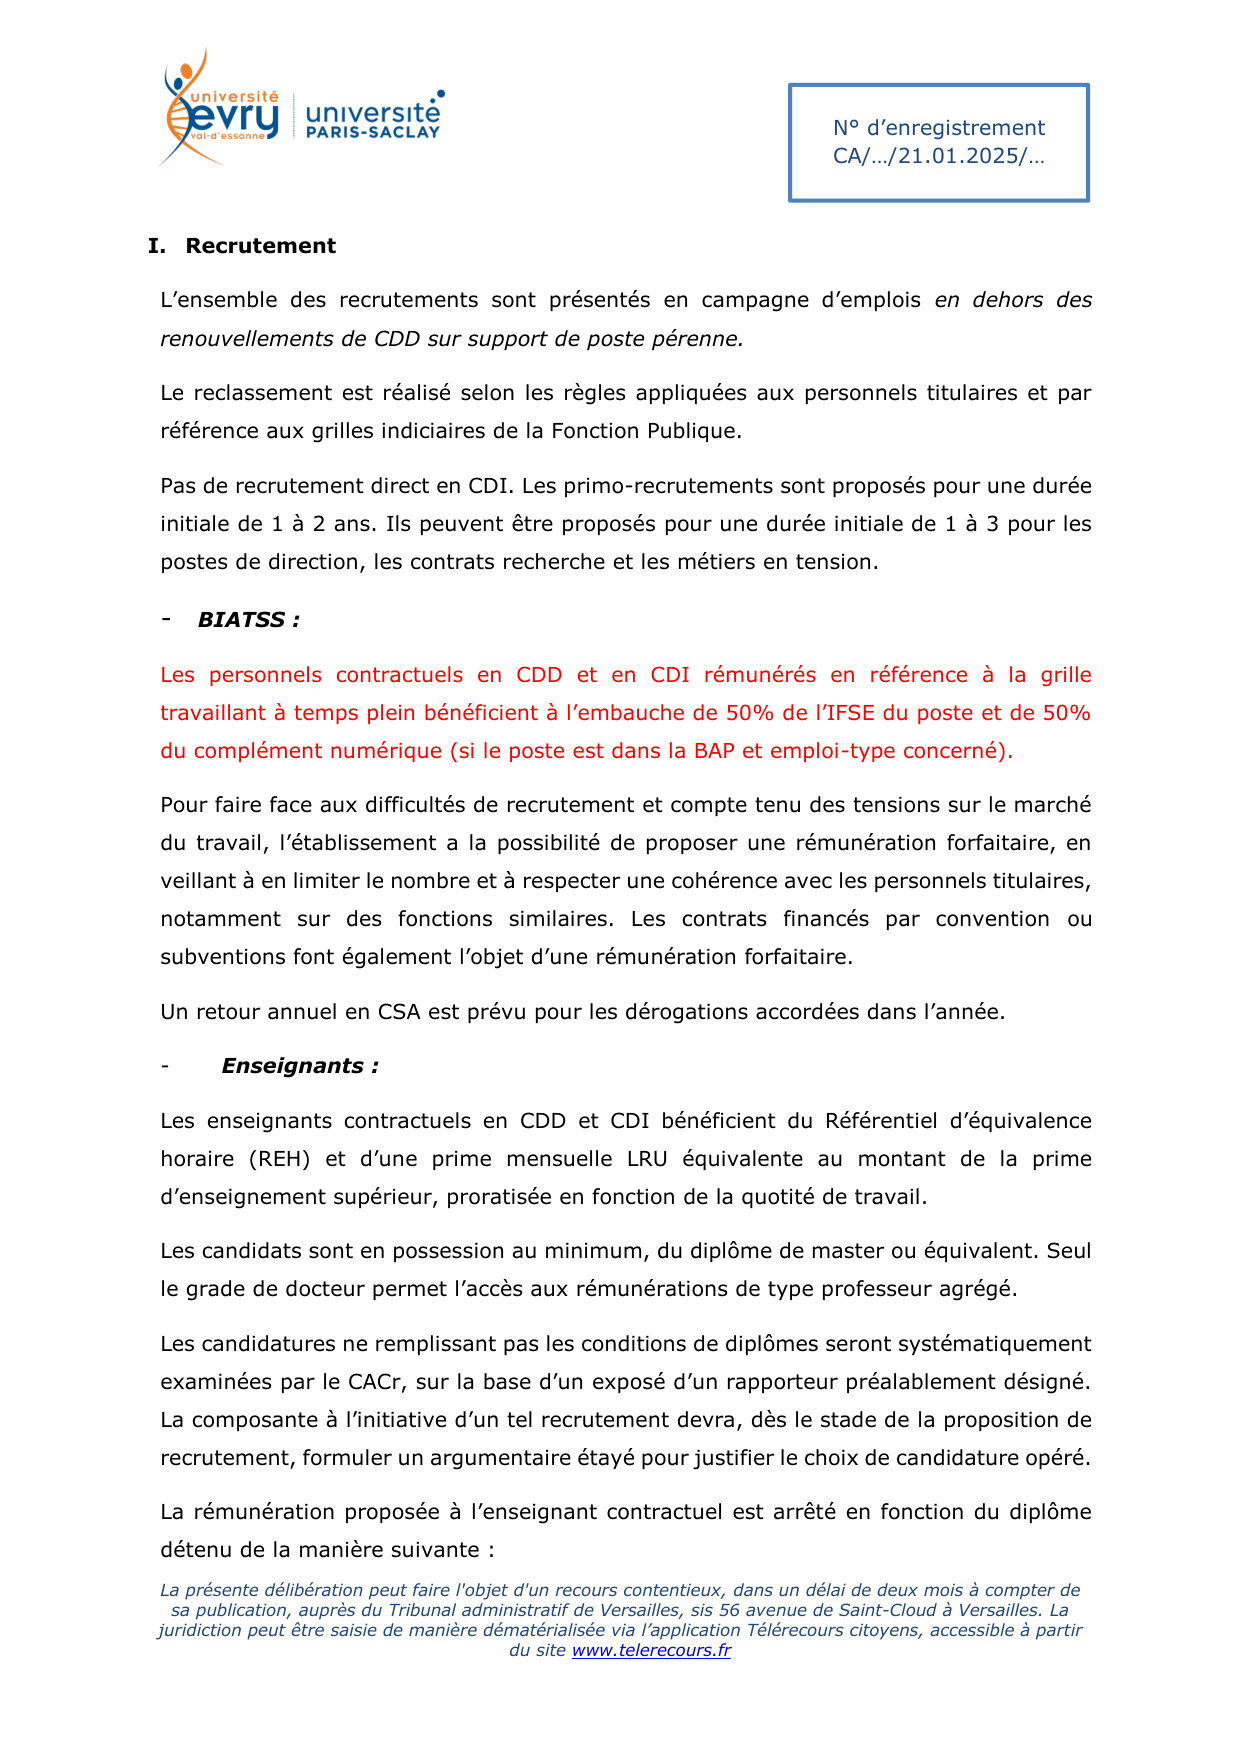 université
evry
val-d'essonne
université
PARIS-SACLAY
N° d’enregistrement
CA/…/21.01.2025/…
I. Recrutement
L’ensemble des recrutements sont présentés en campagne d’emplois en dehors des
renouvellements de CDD sur support de poste pérenne.
Le reclassement est réalisé selon les règles appliquées aux personnels titulaires et par
référence aux grilles indiciaires de la Fonction Publique.
Pas de recrutement direct en CDI. Les primo-recrutements sont proposés pour une durée
initiale de 1 à 2 ans. Ils peuvent être proposés pour une durée initiale de 1 à 3 pour les
postes de direction, les contrats recherche et les métiers en tension.
- BIATSS :
Les personnels contractuels en CDD et en CDI rémunérés en référence à la grille
travaillant à temps plein bénéficient à l’embauche de 50% de l’IFSE du poste et de 50%
du complément numérique (si le poste est dans la BAP et emploi-type concerné).
Pour faire face aux difficultés de recrutement et compte tenu des tensions sur le marché
du travail, l’établissement a la possibilité de proposer une rémunération forfaitaire, en
veillant à en limiter le nombre et à respecter une cohérence avec les personnels titulaires,
notamment sur des fonctions similaires. Les contrats financés par convention ou
subventions font également l’objet d’une rémunération forfaitaire.
Un retour annuel en CSA est prévu pour les dérogations accordées dans l’année.
- Enseignants :
Les enseignants contractuels en CDD et CDI bénéficient du Référentiel d’équivalence
horaire (REH) et d’une prime mensuelle LRU équivalente au montant de la prime
d’enseignement supérieur, proratisée en fonction de la quotité de travail.
Les candidats sont en possession au minimum, du diplôme de master ou équivalent. Seul
le grade de docteur permet l’accès aux rémunérations de type professeur agrégé.
Les candidatures ne remplissant pas les conditions de diplômes seront systématiquement
examinées par le CACr, sur la base d’un exposé d’un rapporteur préalablement désigné.
La composante à l’initiative d’un tel recrutement devra, dès le stade de la proposition de
recrutement, formuler un argumentaire étayé pour justifier le choix de candidature opéré.
La rémunération proposée à l’enseignant contractuel est arrêté en fonction du diplôme
détenu de la manière suivante :
La présente délibération peut faire l'objet d'un recours contentieux, dans un délai de deux mois à compter de
sa publication, auprès du Tribunal administratif de Versailles, sis 56 avenue de Saint-Cloud à Versailles. La
juridiction peut être saisie de manière dématérialisée via l’application Télérecours citoyens, accessible à partir
du site www.telerecours.fr